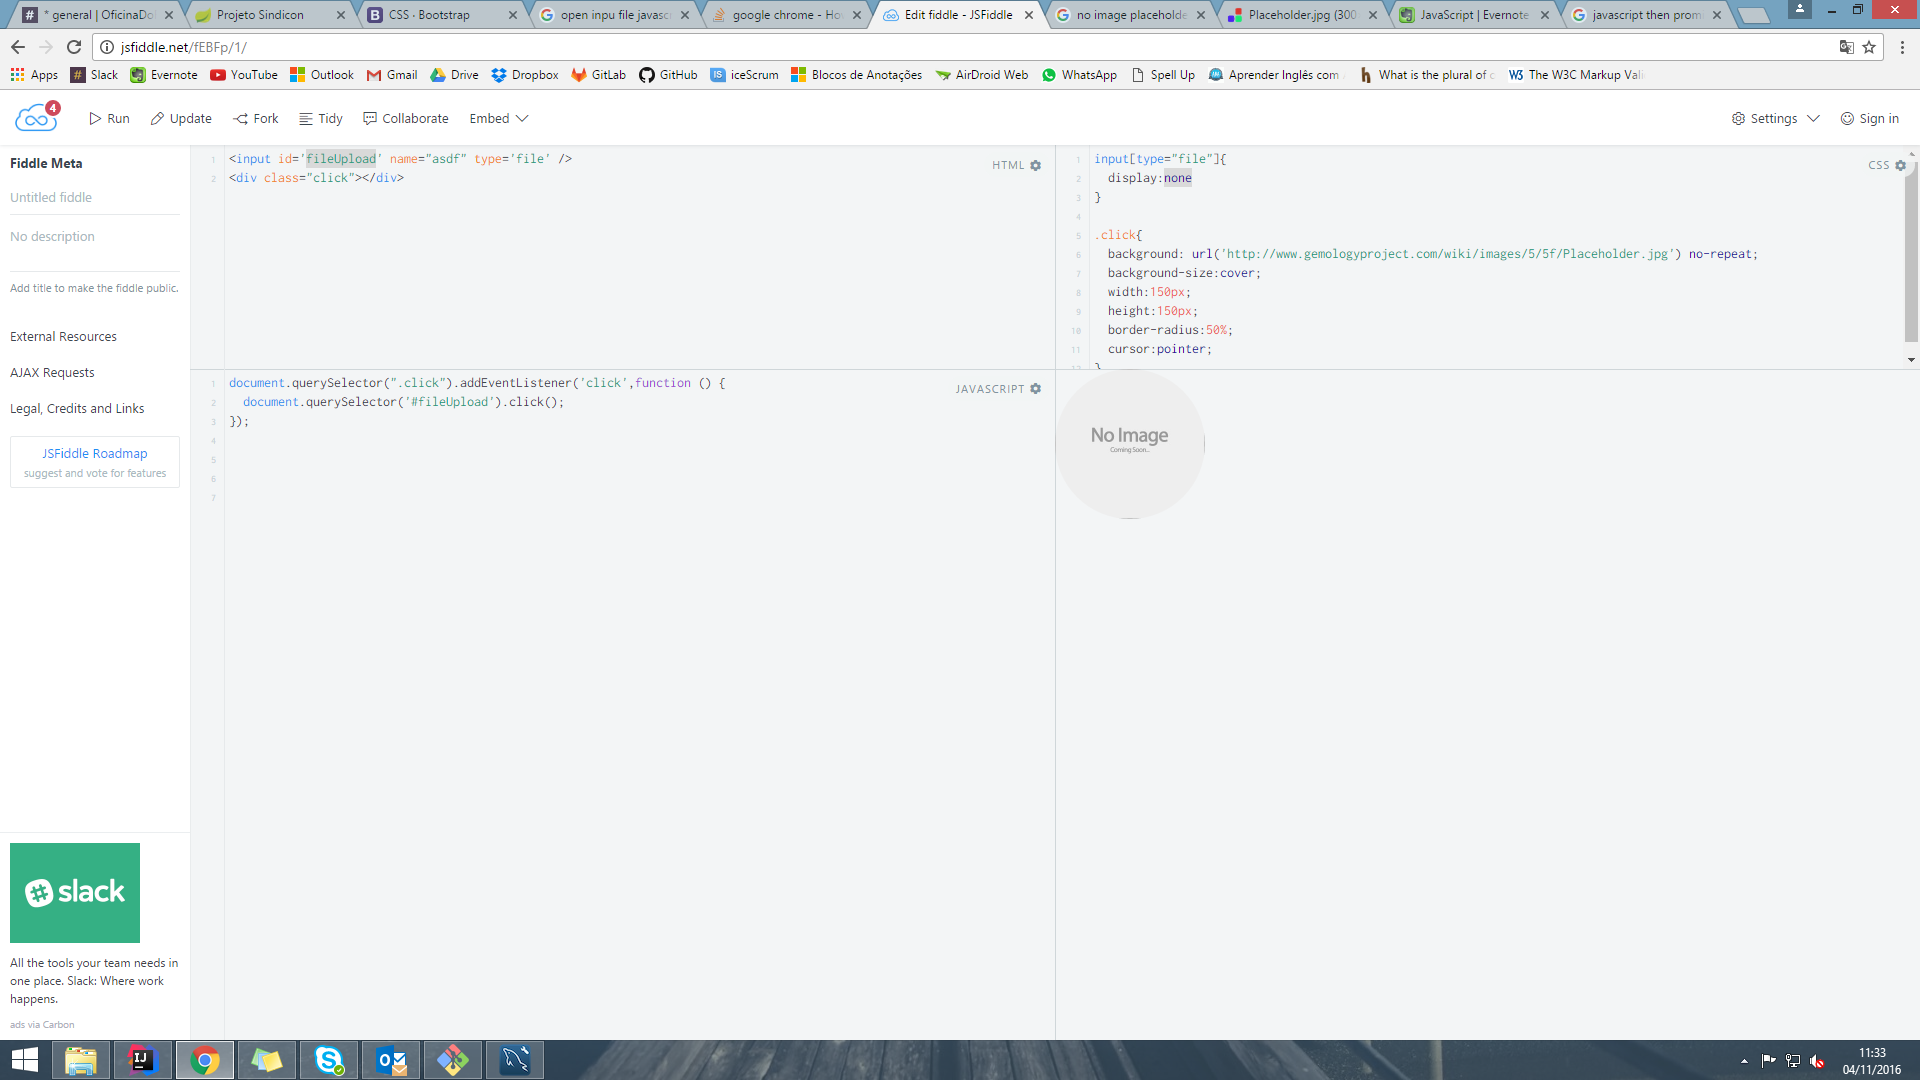 * general | OficinaDo
Projeto Sindicon
CSS · Bootstrap
open inpu file javasc
google chrome - Ho
Edit fiddle - JSFiddle
no image placeholde
Placeholder.jpg (300
JavaScript | Evernote
javascript then prom
jsfiddle.net/fEBFp/1/
Apps
Slack
Evernote
YouTube
Outlook
Gmail
Drive
Dropbox
GitLab
GitHub
iceScrum
Blocos de Anotações
AirDroid Web
WhatsApp
Spell Up
Aprender Inglês com
What is the plural of
The W3C Markup Vali
4
Run
Update
Fork
Tidy
Collaborate
Embed
Settings
Sign in
Fiddle Meta
Untitled fiddle
No description
Add title to make the fiddle public.
External Resources
AJAX Requests
Legal, Credits and Links
JSFiddle Roadmap
suggest and vote for features
slack
All the tools your team needs in
one place. Slack: Where work
happens.
ads via Carbon
HTML
1 <input id='fileUpload' name="asdf" type='file' />
2 <div class="click"></div>
CSS
1 input[type="file"]{
2 display:none
3 }
4
5 .click{
6 background: url('http://www.gemologyproject.com/wiki/images/5/5f/Placeholder.jpg') no-repeat;
7 background-size:cover;
8 width:150px;
9 height:150px;
10 border-radius:50%;
11 cursor:pointer;
12 }
JAVASCRIPT
1 document.querySelector(".click").addEventListener('click',function () {
2 document.querySelector('#fileUpload').click();
3 });
4
5
6
7
No Image
Coming Soon...
11:33
04/11/2016